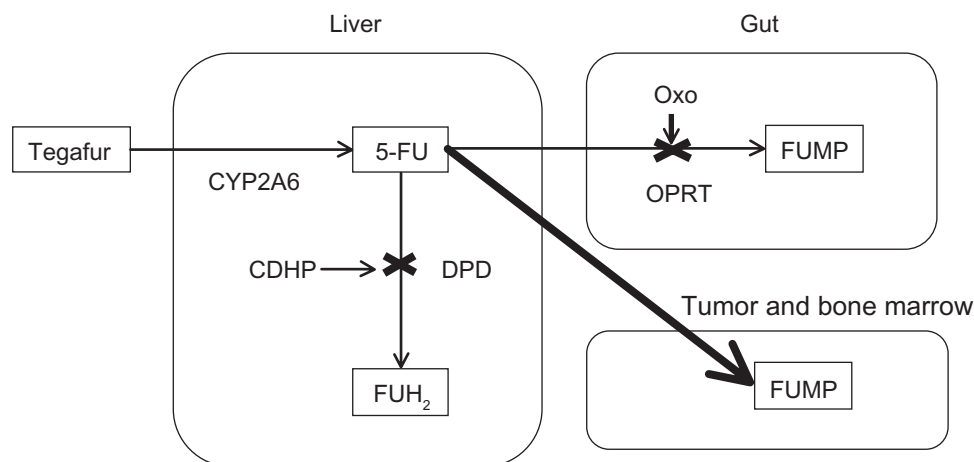 Liver
Gut
Oxo
Tegafur
5-FU
FUMP
CYP2A6
OPRT
CDHP
DPD
Tumor and bone marrow
FUH₂
FUMP